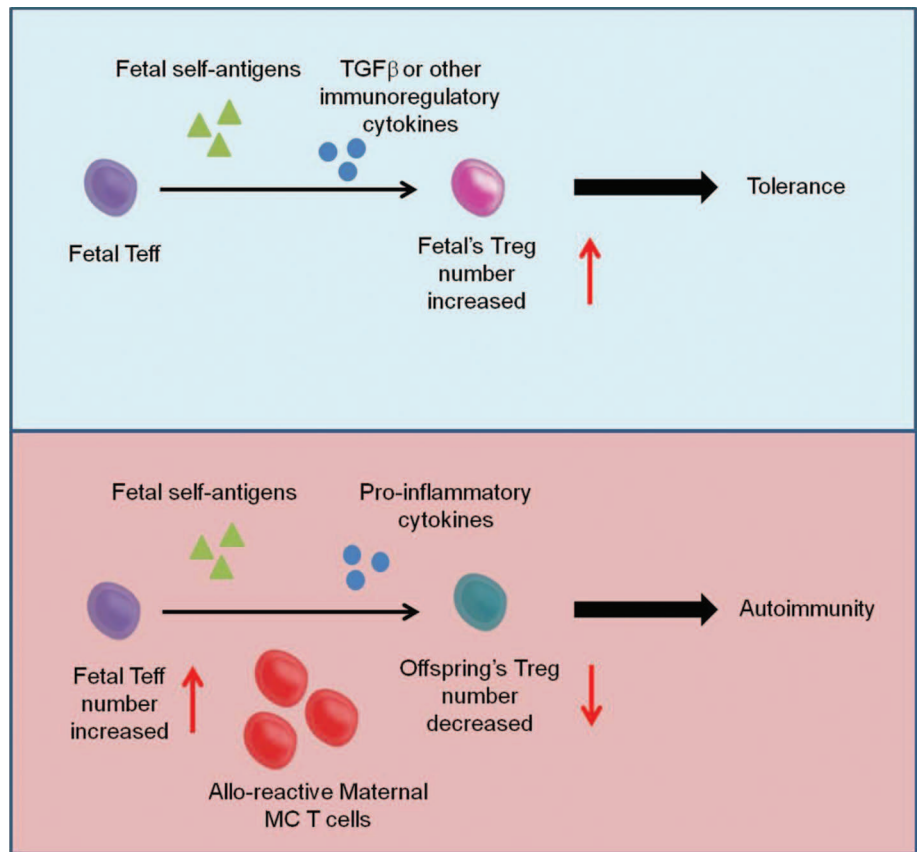 Fetal self-antigens
TGFβ or other
immunoregulatory
cytokines
Fetal Teff
Fetal's Treg
number
increased
Tolerance
Fetal self-antigens
Pro-inflammatory
cytokines
Fetal Teff
number
increased
Offspring's Treg
number
decreased
Autoimmunity
Allo-reactive Maternal
MC T cells